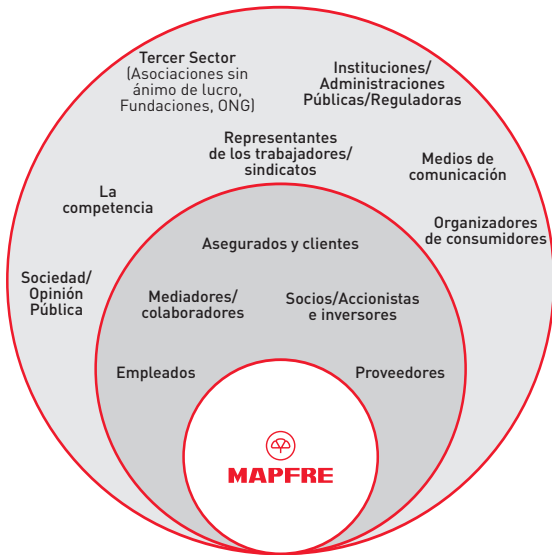 Tercer Sector
(Asociaciones sin
ánimo de lucro,
Fundaciones, ONG)
Instituciones/
Administraciones
Públicas/Reguladoras
Representantes
de los trabajadores/
sindicatos
Medios de
comunicación
La
competencia
Organizadores
de consumidores
Asegurados y clientes
Sociedad/
Opinión
Pública
Mediadores/
colaboradores
Socios/Accionistas
e inversores
Empleados
Proveedores
MAPFRE